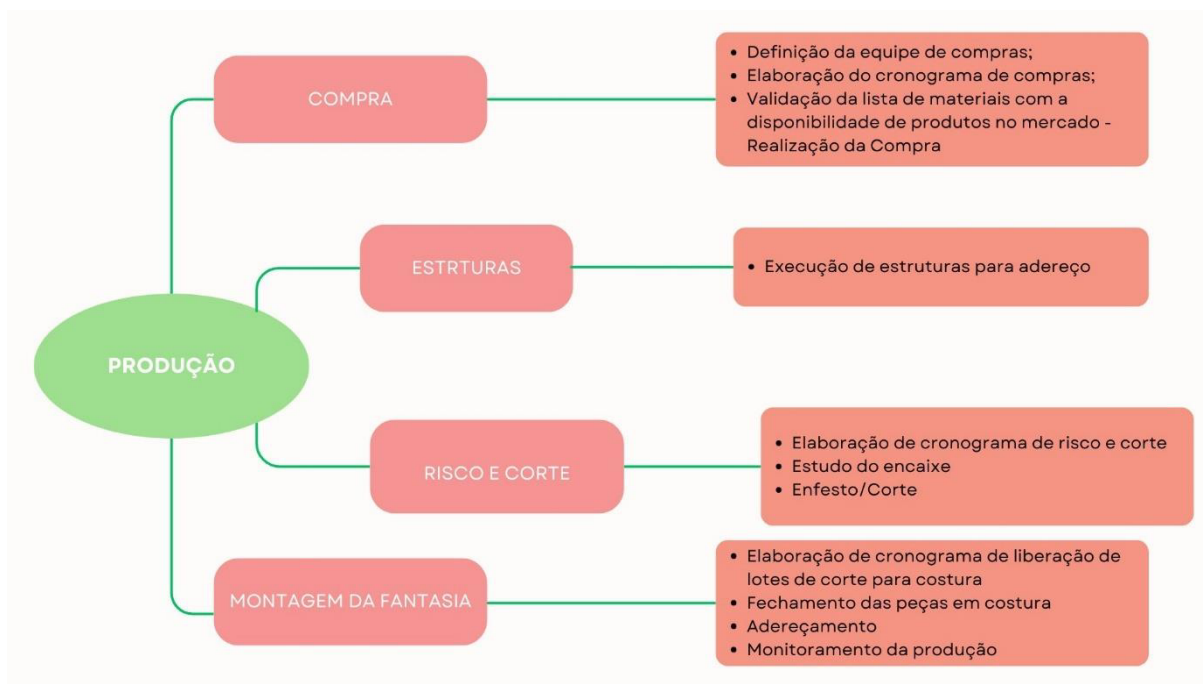 COMPRA
• Definição da equipe de compras;
• Elaboração do cronograma de compras;
• Validação da lista de materiais com a
disponibilidade de produtos no mercado -
Realização da Compra
ESTRTURAS
• Execução de estruturas para adereço
PRODUÇÃO
RISCO E CORTE
• Elaboração de cronograma de risco e corte
• Estudo do encaixe
• Enfesto/Corte
MONTAGEM DA FANTASIA
• Elaboração de cronograma de liberação de
lotes de corte para costura
• Fechamento das peças em costura
• Adereçamento
• Monitoramento da produção